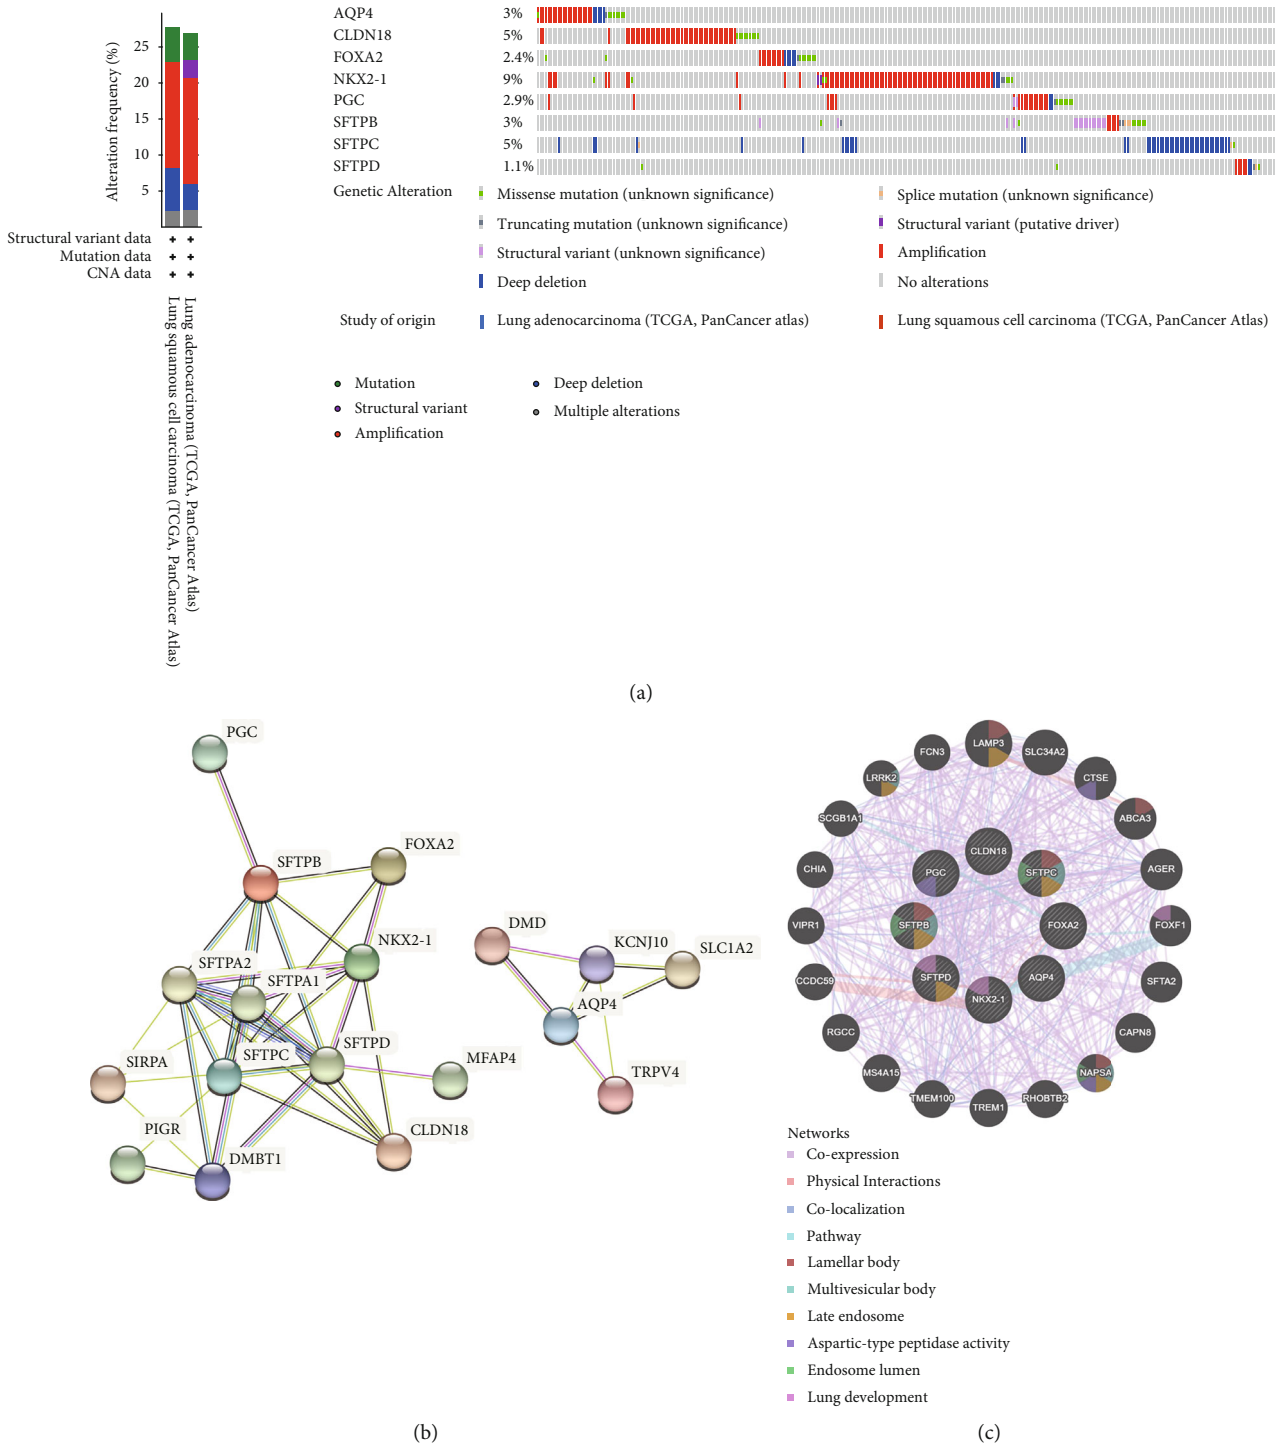 AQP4 3%
CLDN18 5%
FOXA2 2.4%
NKX2-1 9%
PGC 2.9%
SFTPB 3%
SFTPC 5%
SFTPD 1.1%
Alteration frequency (%)
25
20
15
10
5
Structural variant data + +
Mutation data + +
CNA data + +
Lung squamous cell carcinoma (TCGA, PanCancer Atlas)
Lung adenocarcinoma (TCGA, PanCancer Atlas)
Genetic Alteration
Missense mutation (unknown significance)
Splice mutation (unknown significance)
Truncating mutation (unknown significance)
Structural variant (putative driver)
Structural variant (unknown significance)
Amplification
Deep deletion
No alterations
Study of origin
Lung adenocarcinoma (TCGA, PanCancer atlas)
Lung squamous cell carcinoma (TCGA, PanCancer Atlas)
Mutation
Deep deletion
Structural variant
Multiple alterations
Amplification
(a)
PGC
SFTPB
FOXA2
NKX2-1
SFTPA2
SFTPA1
SFTPC
SFTPD
SIRPA
MFAP4
PIGR
DMBT1
CLDN18
DMD
KCNJ10
SLC1A2
AQP4
TRPV4
(b)
LAMP3
SLC34A2
FCN3
CTSE
LRRK2
ABCA3
SCGB1A1
CLDN18
PGC
SFTPC
CHIA
AGER
VIPR1
SFTPB
FOXA2
FOXF1
CCDC59
SFTPD
AQP4
SFTA2
NKX2-1
RGCC
CAPN8
MS4A15
NAPSA
TMEM100
TREM1
RHOBTB2
Networks
Co-expression
Physical Interactions
Co-localization
Pathway
Lamellar body
Multivesicular body
Late endosome
Aspartic-type peptidase activity
Endosome lumen
Lung development
(c)